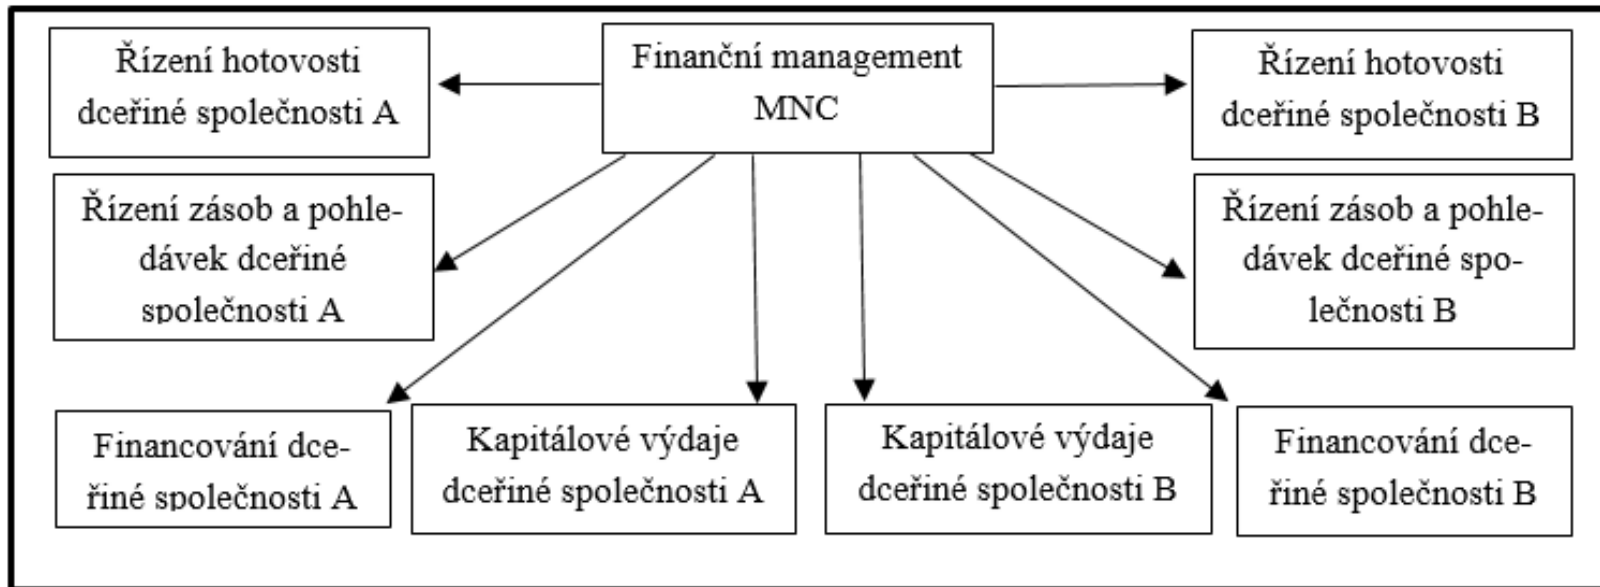 Řízení hotovosti
dceřiné společnosti A
Finanční management
MNC
Řízení hotovosti
dceřiné společnosti B
Řízení zásob a pohle-
dávek dceřiné
společnosti A
Řízení zásob a pohle-
dávek dceřiné spo-
lečnosti B
Financování dce-
řiné společnosti A
Kapitálové výdaje
dceřiné společnosti A
Kapitálové výdaje
dceřiné společnosti B
Financování dce-
řiné společnosti B